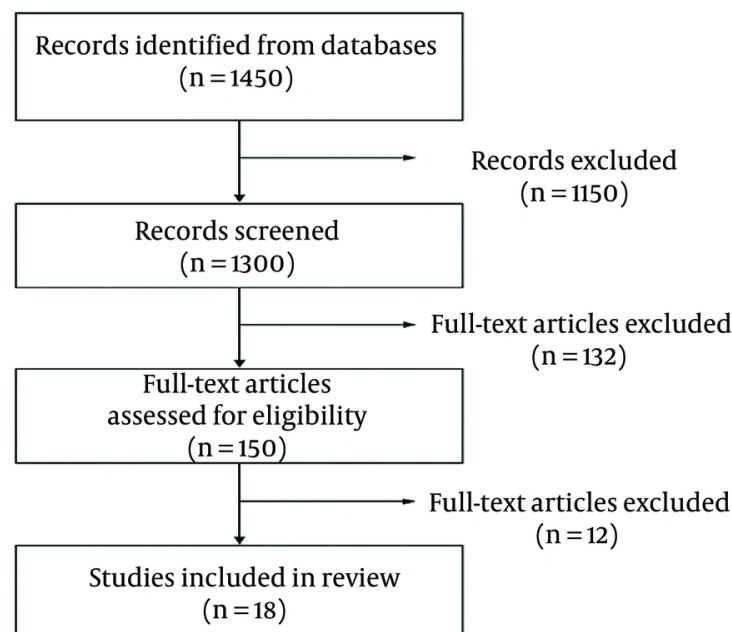 Records identified from databases
(n = 1450)
Records excluded
(n = 1150)
Records screened
(n = 1300)
Full-text articles excluded
(n = 132)
Full-text articles
assessed for eligibility
(n = 150)
Full-text articles excluded
(n = 12)
Studies included in review
(n = 18)